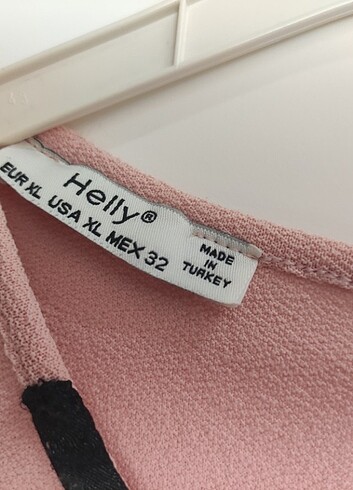 Helly®
EUR XL USA XL MEX 32
MADE
IN
TURKEY